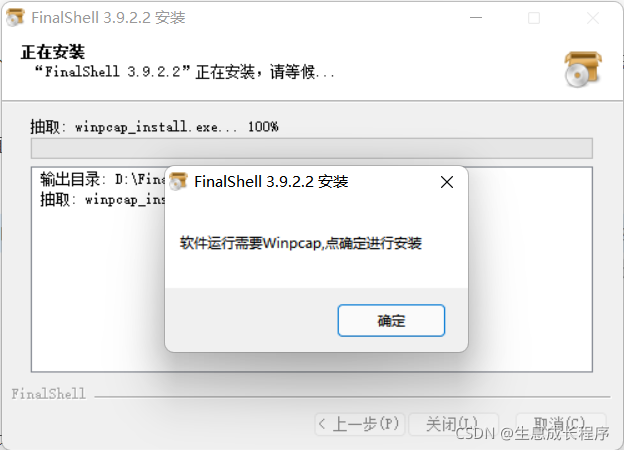 FinalShell 3.9.2.2 安装
正在安装
“FinalShell 3.9.2.2”正在安装，请等候...
抽取: winpcap_install.exe... 100%
输出目录: D:\Fina
抽取: winpcap_ins
FinalShell 3.9.2.2 安装
软件运行需要Winpcap,点确定进行安装
确定
FinalShell
< 上一步(P)
关闭(L)
取消(C)
CSDN @生息成长程序